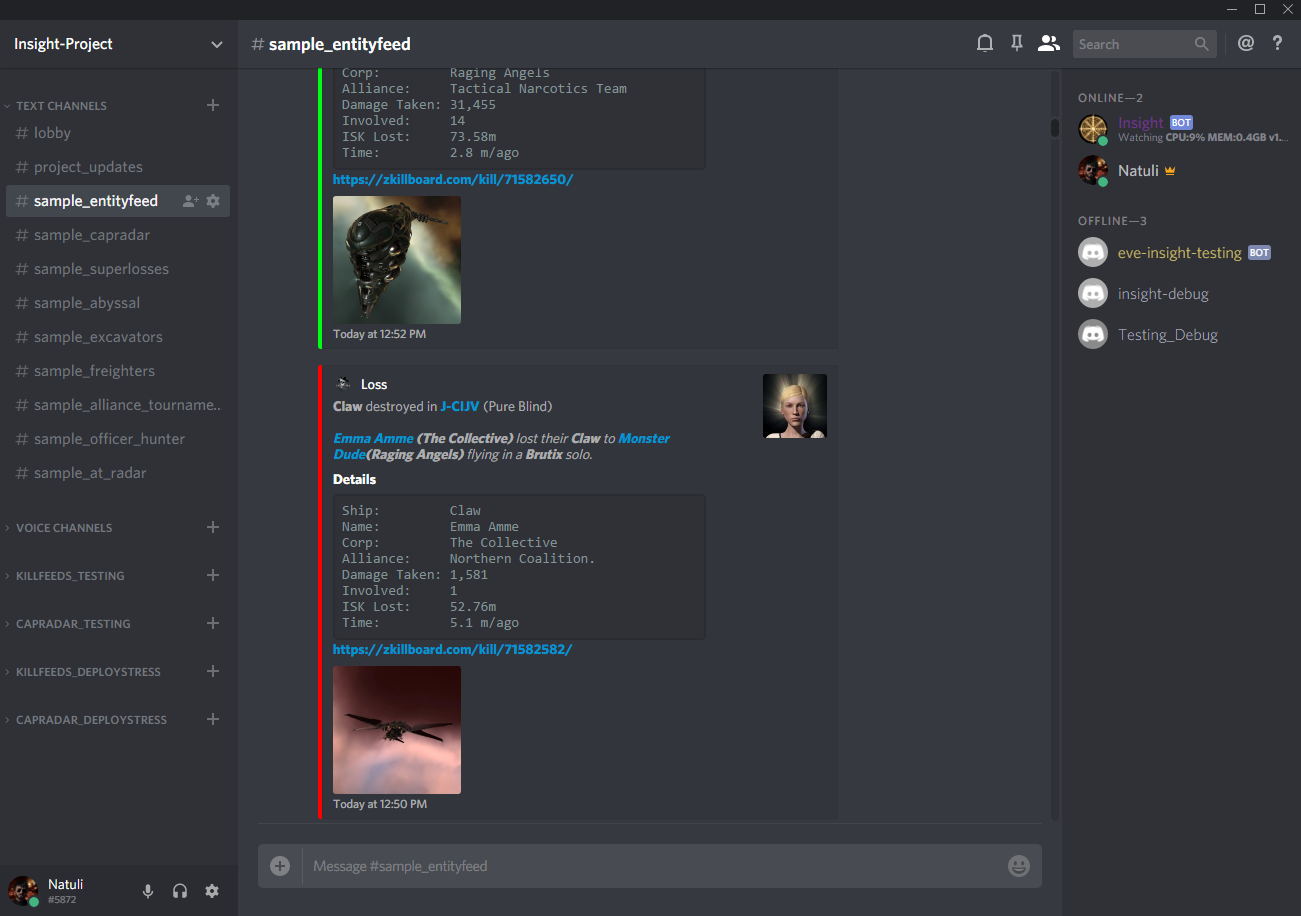 Insight-Project
TEXT CHANNELS
# lobby
# project_updates
# sample_entityfeed
# sample_capradar
# sample_superlosses
# sample_abyssal
# sample_excavators
# sample_freighters
# sample_alliance_tourname...
# sample_officer_hunter
# sample_at_radar
VOICE CHANNELS
KILLFEEDS_TESTING
CAPRADAR_TESTING
KILLFEEDS_DEPLOYSTRESS
CAPRADAR_DEPLOYSTRESS
Natuli
#5872
# sample_entityfeed
Search
@ ?
Corp: Raging Angels
Alliance: Tactical Narcotics Team
Damage Taken: 31,455
Involved: 14
ISK Lost: 73.58m
Time: 2.8 m/ago
https://zkillboard.com/kill/71582650/
Today at 12:52 PM
Loss
Claw destroyed in J-CIJV (Pure Blind)
Emma Amme (The Collective) lost their Claw to Monster
Dude(Raging Angels) flying in a Brutix solo.
Details
Ship: Claw
Name: Emma Amme
Corp: The Collective
Alliance: Northern Coalition.
Damage Taken: 1,581
Involved: 1
ISK Lost: 52.76m
Time: 5.1 m/ago
https://zkillboard.com/kill/71582582/
Today at 12:50 PM
Message #sample_entityfeed
ONLINE—2
Insight BOT
Watching CPU:9% MEM:0.4GB v1...
Natuli
OFFLINE—3
eve-insight-testing BOT
insight-debug
Testing_Debug